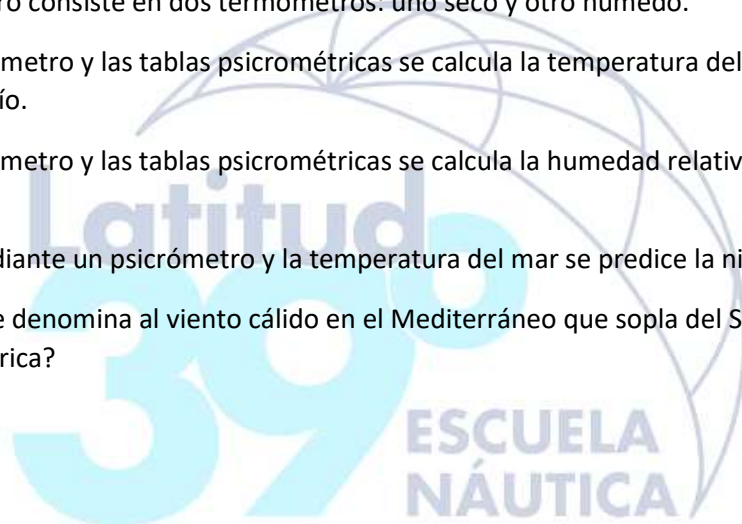 ro consiste en dos termómetros: uno seco y otro húmedo.
metro y las tablas psicrométricas se calcula la temperatura del
ío.
metro y las tablas psicrométricas se calcula la humedad relativ
diante un psicrómetro y la temperatura del mar se predice la ni
e denomina al viento cálido en el Mediterráneo que sopla del S
rica?
Latitud
39º
ESCUELA
NÁUTICA